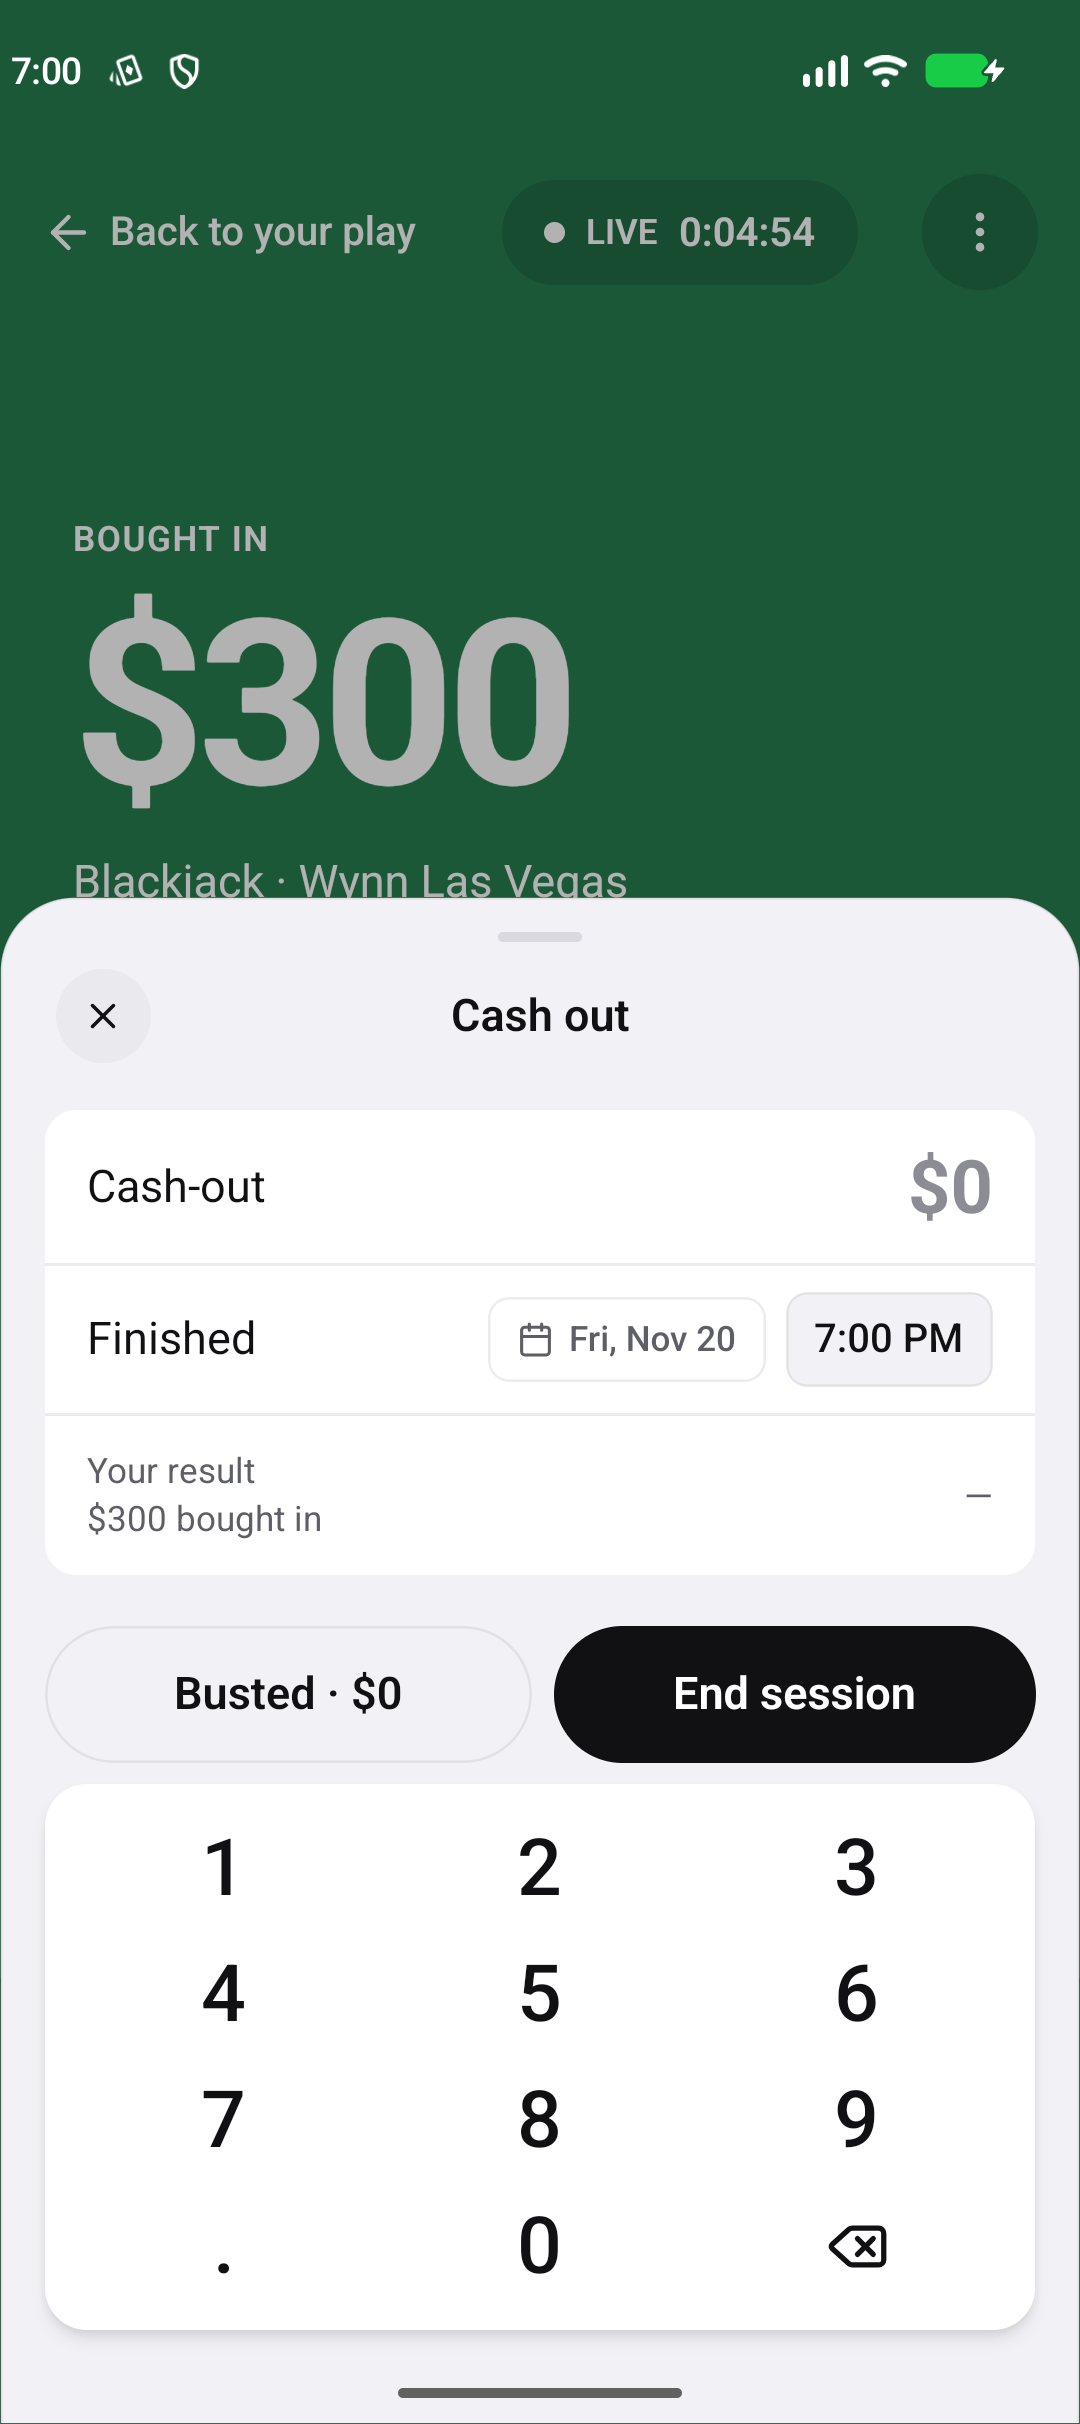 7:00
Back to your play
LIVE 0:04:54
BOUGHT IN
$300
Blackjack · Wynn Las Vegas
Cash out
Cash-out
$0
Finished
Fri, Nov 20
7:00 PM
Your result
$300 bought in
—
Busted · $0
End session
1 2 3
4 5 6
7 8 9
. 0